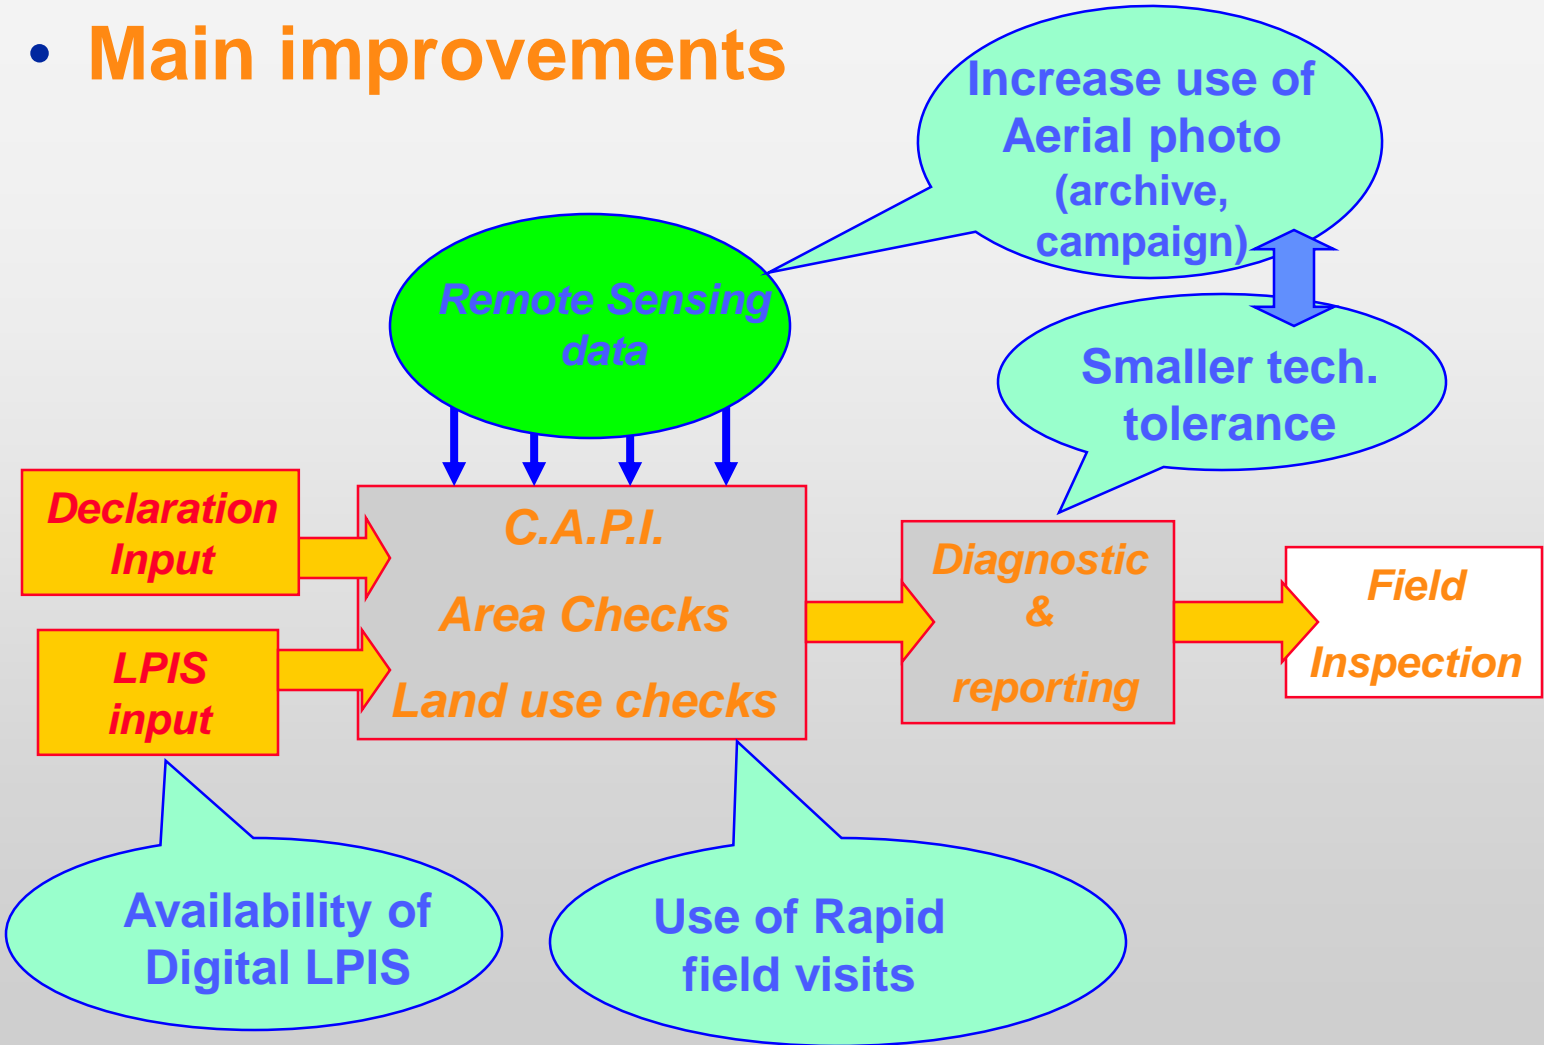 • Main improvements
Increase use of
Aerial photo
(archive,
campaign)
Remote Sensing
data
Smaller tech.
tolerance
Declaration
Input
LPIS
input
C.A.P.I.
Area Checks
Land use checks
Diagnostic
&
reporting
Field
Inspection
Availability of
Digital LPIS
Use of Rapid
field visits